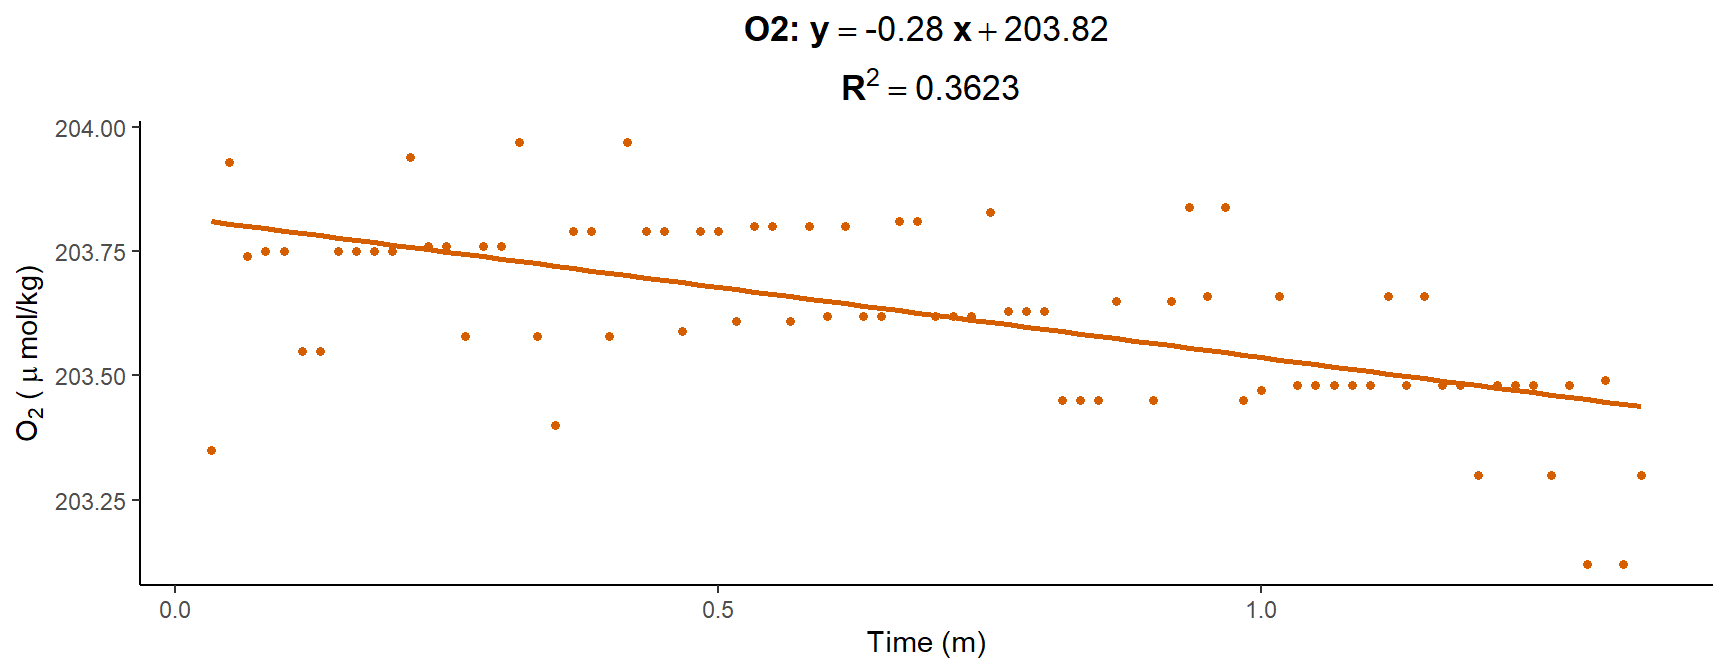 O2: y = -0.28 x + 203.82
R² = 0.3623
204.00
203.75
203.50
203.25
O₂ ( μ mol/kg)
0.0 0.5 1.0
Time (m)